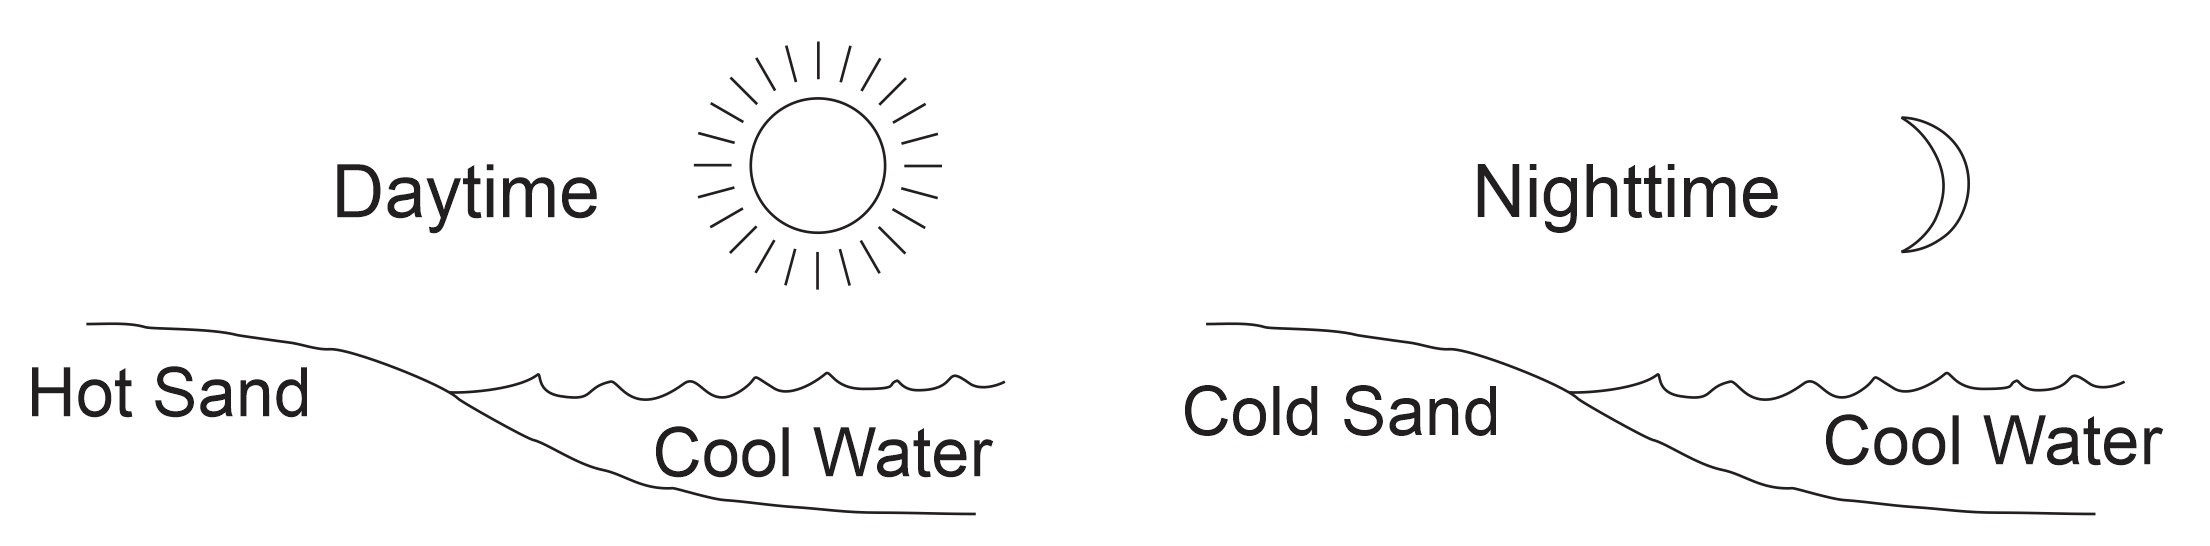 Daytime
Hot Sand
Cool Water
Nighttime
Cold Sand
Cool Water